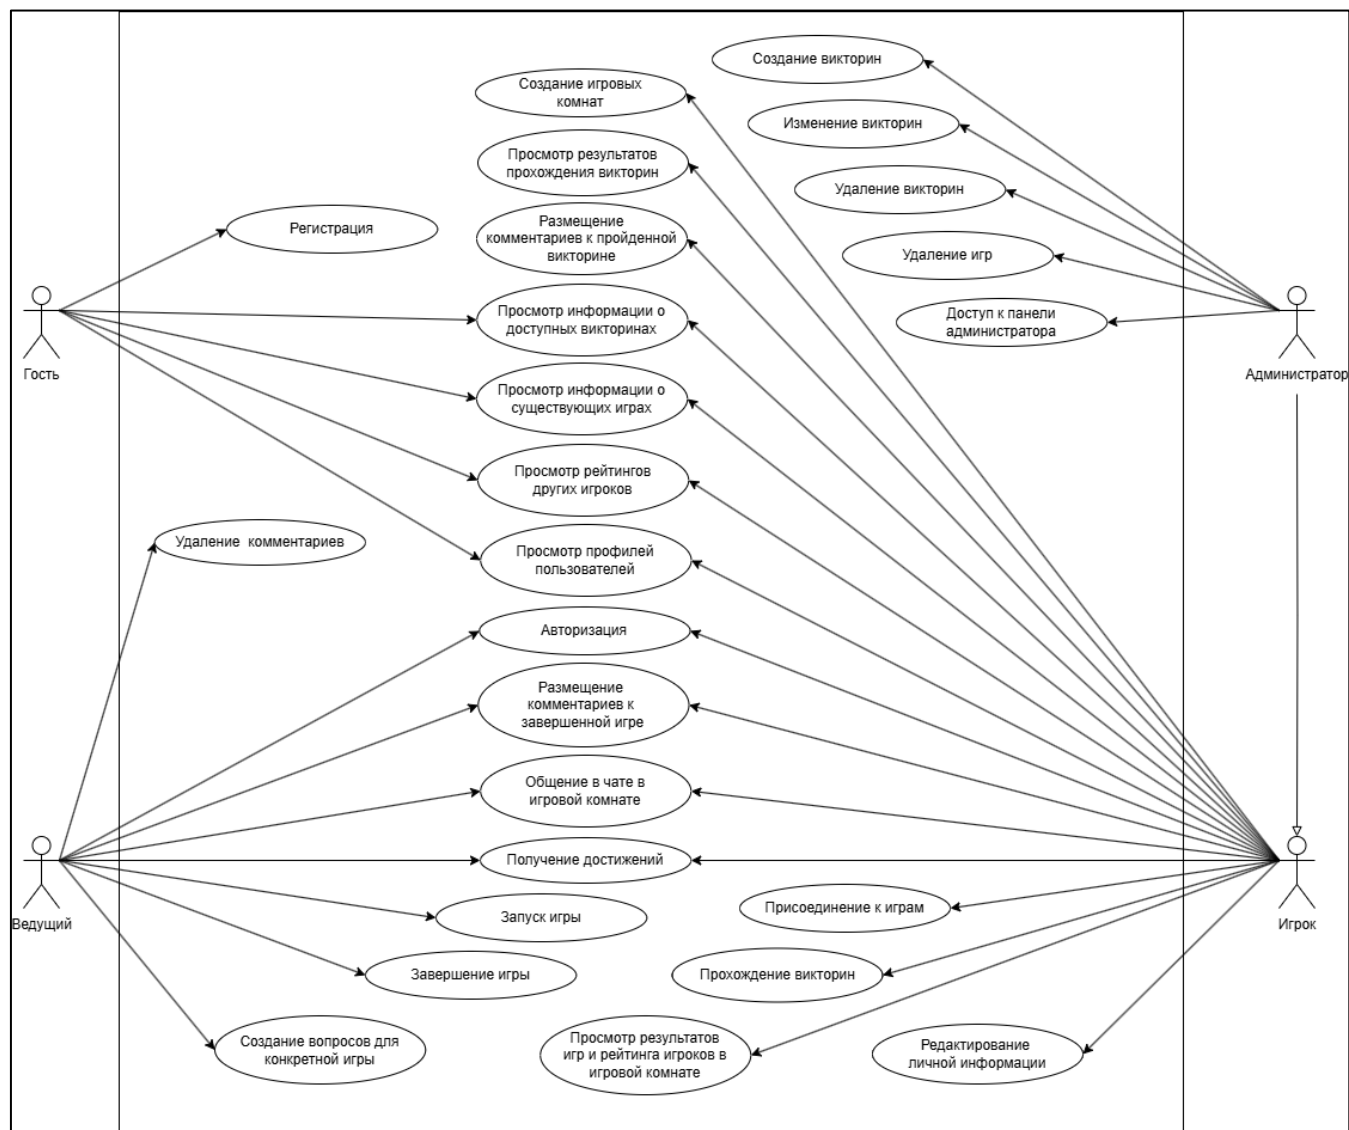 Создание викторин
Создание игровых
комнат
Изменение викторин
Просмотр результатов
прохождения викторин
Удаление викторин
Регистрация
Размещение
комментариев к пройденной
викторине
Удаление игр
Просмотр информации о
доступных викторинах
Доступ к панели
администратора
Гость
Администратор
Просмотр информации о
существующих играх
Просмотр рейтингов
других игроков
Удаление комментариев
Просмотр профилей
пользователей
Авторизация
Размещение
комментариев к
завершенной игре
Общение в чате в
игровой комнате
Получение достижений
Ведущий
Запуск игры
Присоединение к играм
Игрок
Завершение игры
Прохождение викторин
Создание вопросов для
конкретной игры
Просмотр результатов
игр и рейтинга игроков в
игровой комнате
Редактирование
личной информации